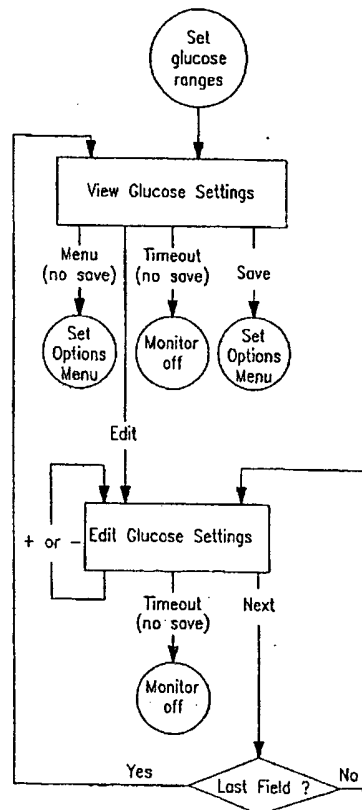 Set
glucose
ranges
View Glucose Settings
Menu
(no save)
Timeout
(no save)
Save
Set
Options
Menu
Monitor
off
Set
Options
Menu
Edit
+ or -
Edit Glucose Settings
Timeout
(no save)
Next
Monitor
off
Yes
Last Field ?
No